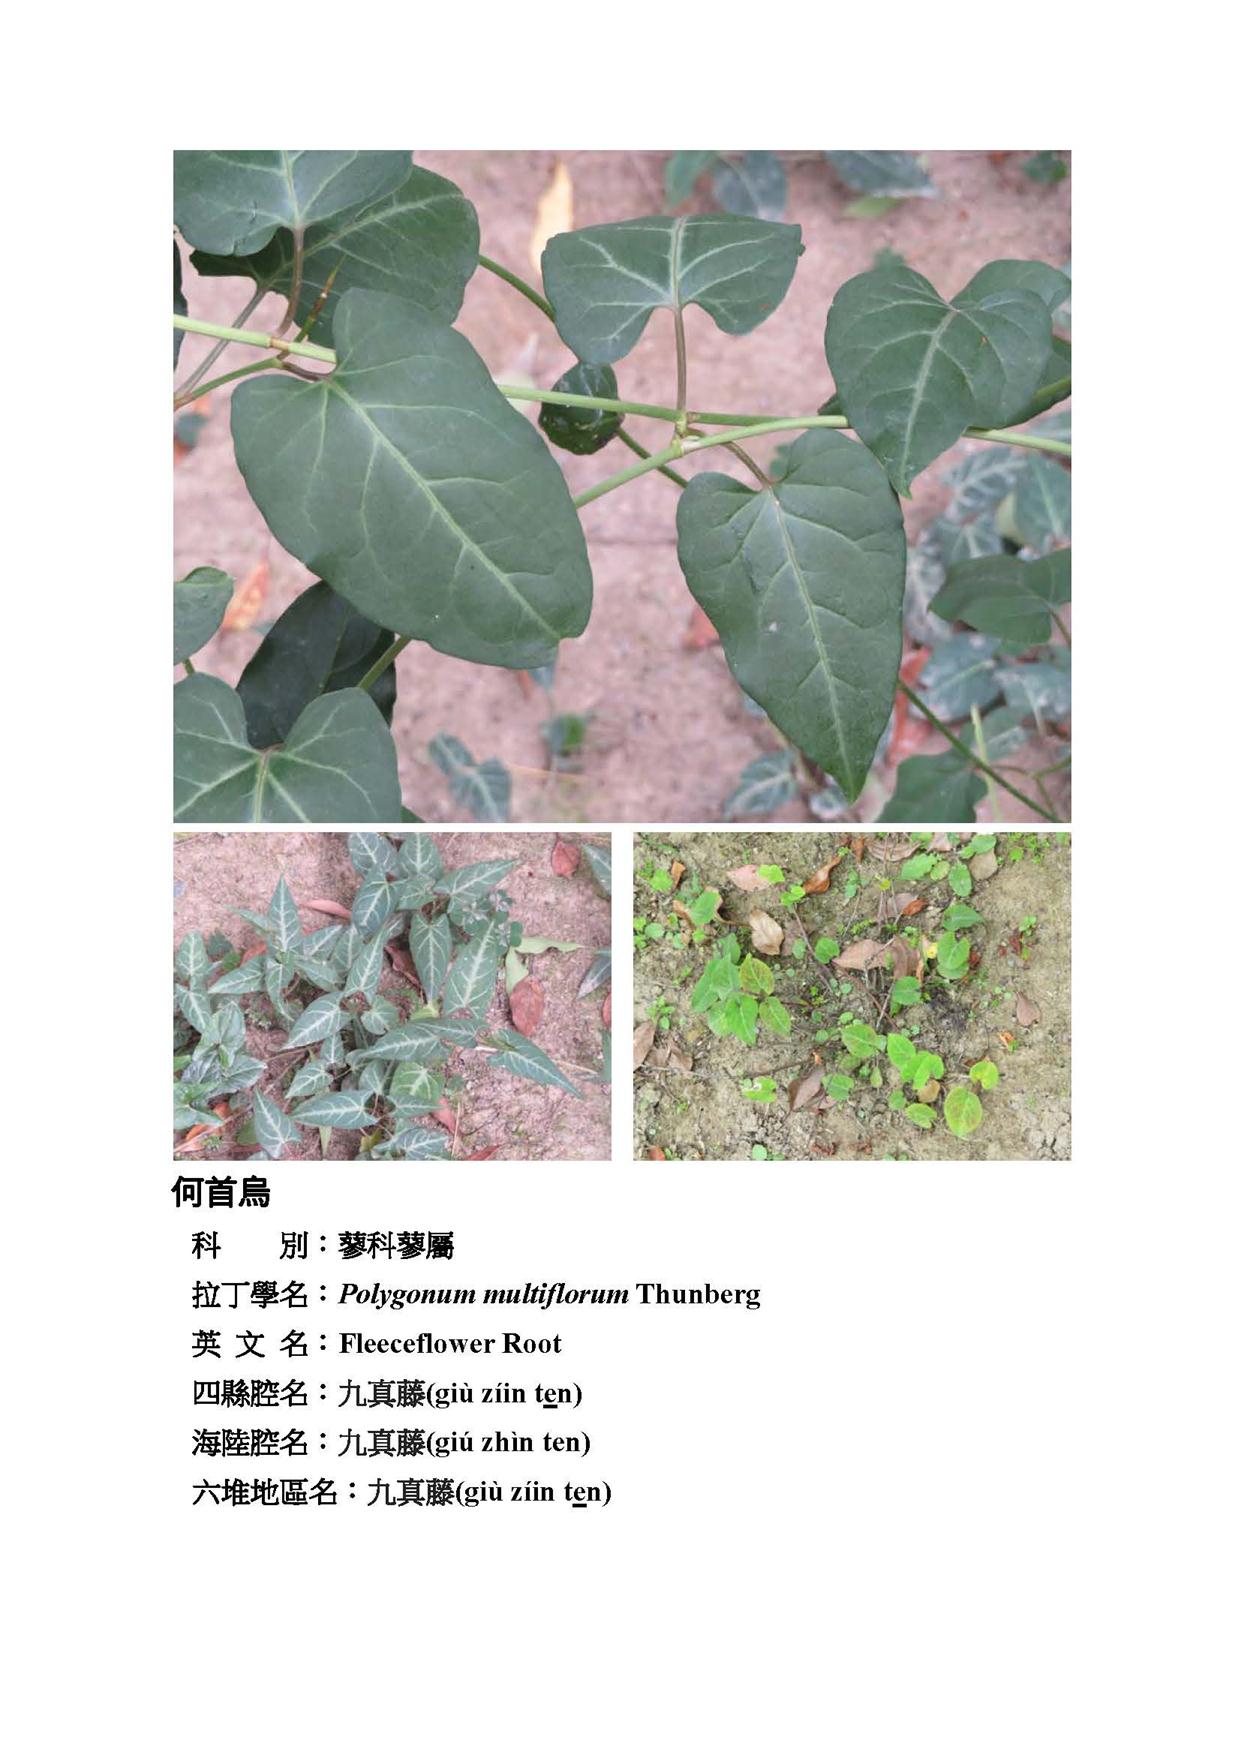 何首烏
科　　別：蓼科蓼屬
拉丁學名：Polygonum multiflorum Thunberg
英 文 名：Fleeceflower Root
四縣腔名：九真藤(giù zíin ten)
海陸腔名：九真藤(giú zhìn ten)
六堆地區名：九真藤(giù zíin ten)